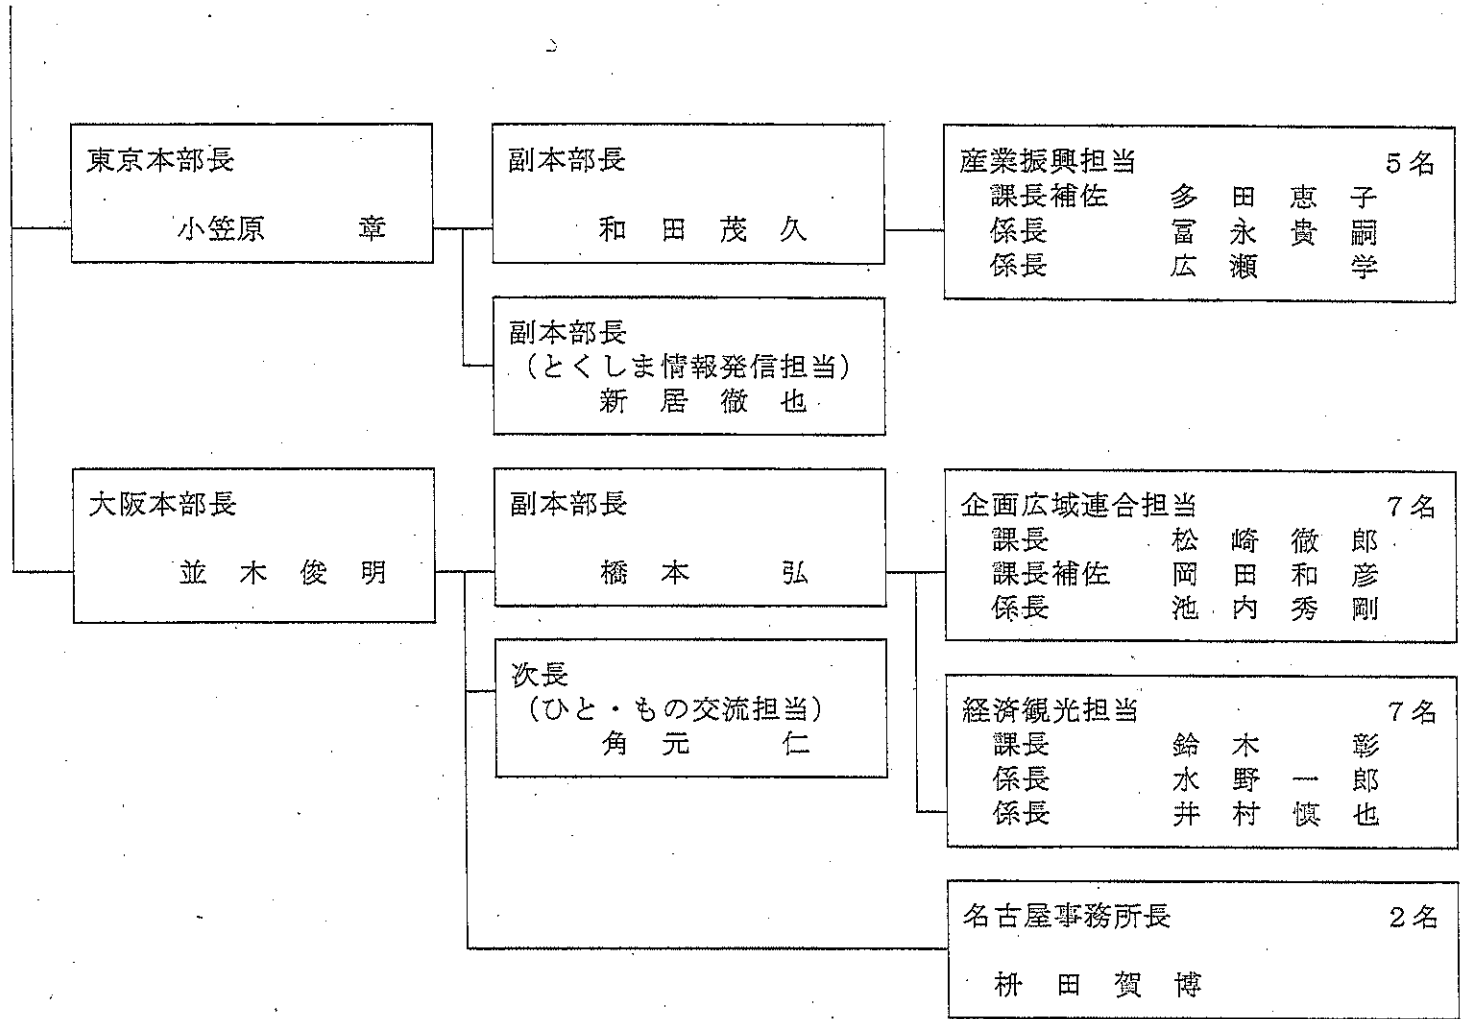 東京本部長
小笠原　章
副本部長
和田茂久
産業振興担当　5名
課長補佐　多田恵子
係長　冨永貴嗣
係長　広瀬　学
副本部長
（とくしま情報発信担当）
新居徹也
大阪本部長
並木俊明
副本部長
橋本　弘
企画広域連合担当　7名
課長　松崎徹郎
課長補佐　岡田和彦
係長　池内秀剛
次長
（ひと・もの交流担当）
角元　仁
経済観光担当　7名
課長　鈴木　彰
係長　水野一郎
係長　井村慎也
名古屋事務所長　2名
枡田賀博